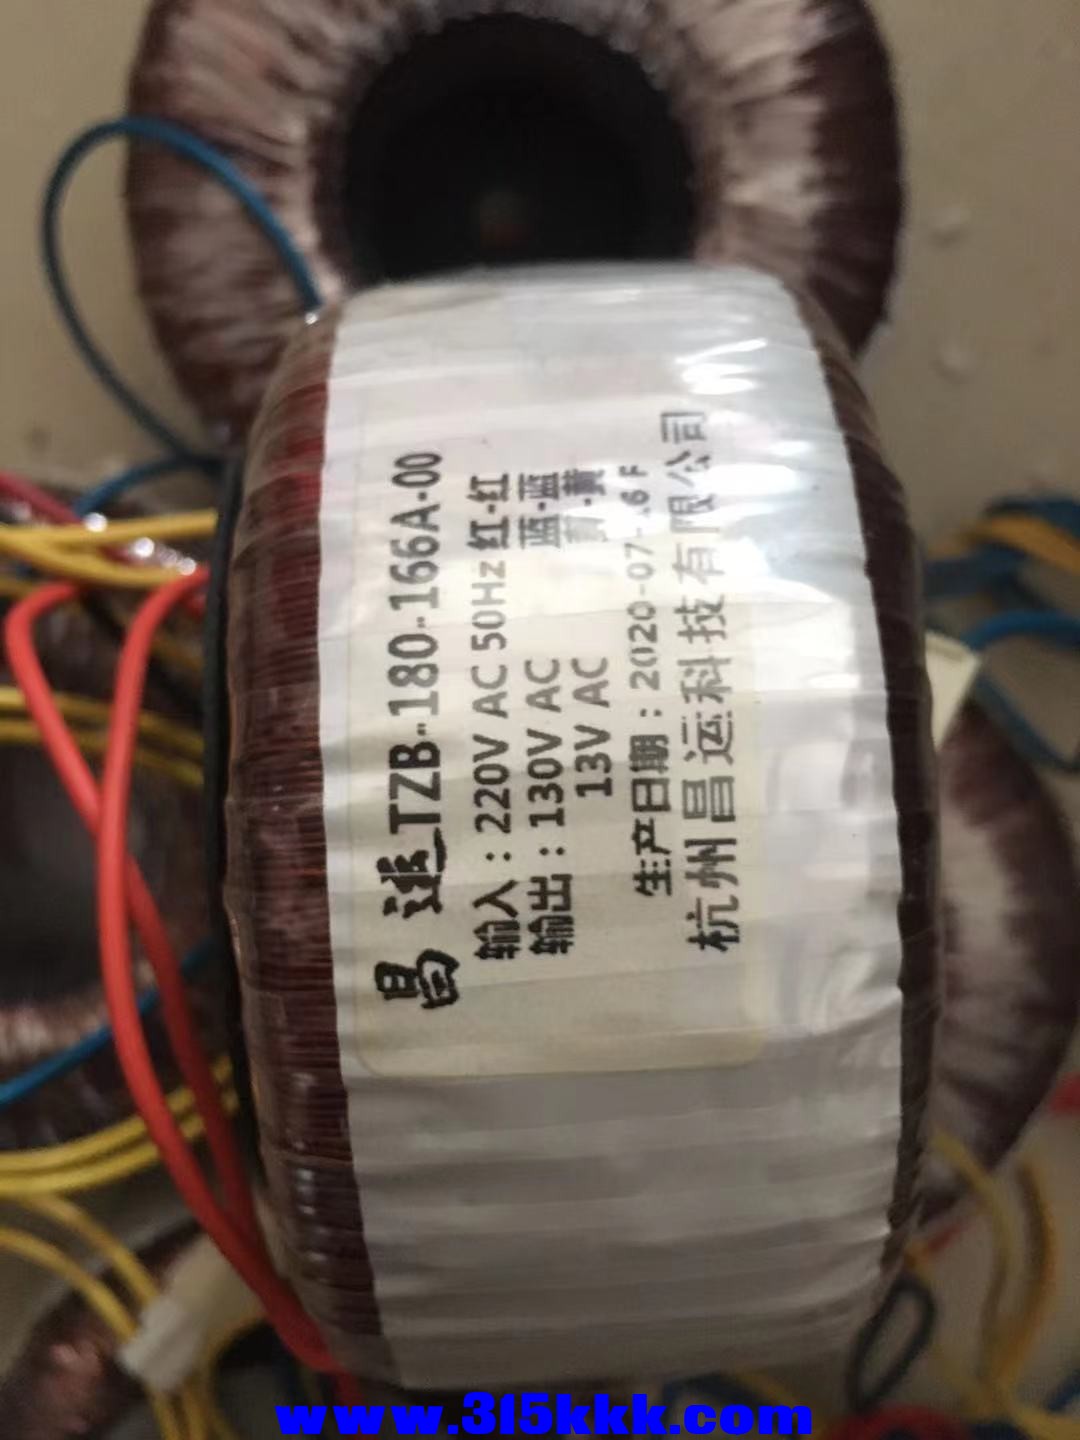 昌运 TZB-180-166A-00
输入：220V AC 50Hz 红-红
输出：130V AC 蓝-蓝
13V AC 黄-黄
生产日期：2020-07-16 F
杭州昌运科技有限公司
www.315kkk.com